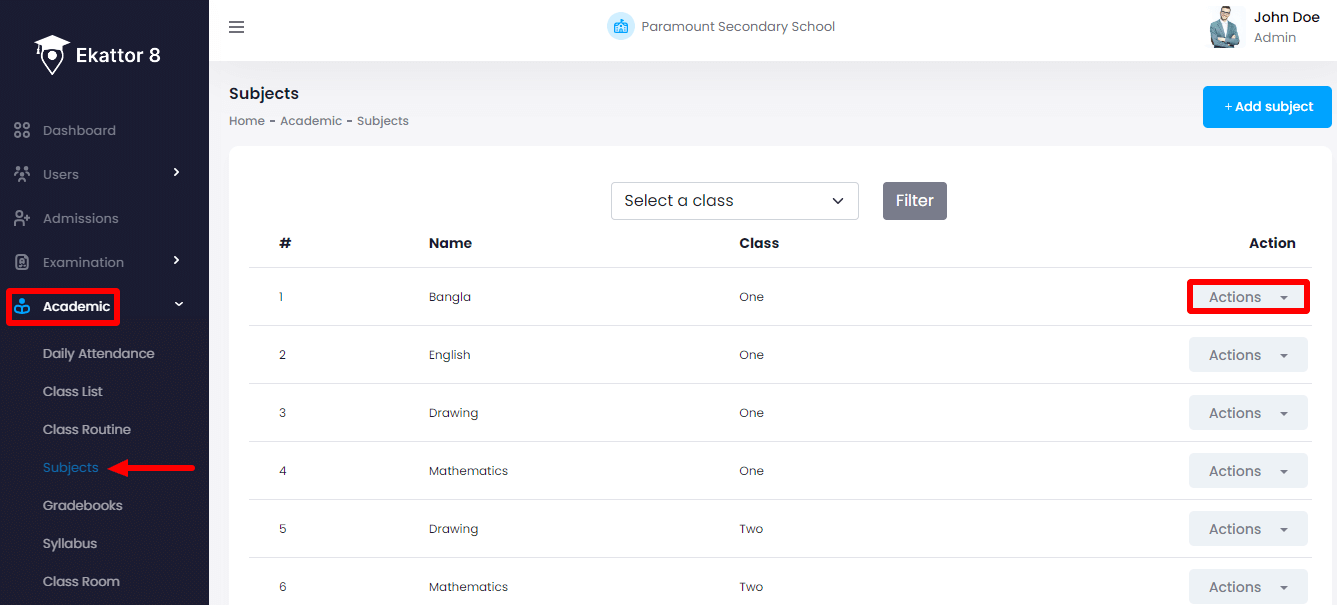 Ekattor 8
Dashboard
Users
Admissions
Examination
Academic
Daily Attendance
Class List
Class Routine
Subjects
Gradebooks
Syllabus
Class Room
Paramount Secondary School
John Doe
Admin
Subjects
Home - Academic - Subjects
+ Add subject
Select a class
Filter
# Name Class Action
1 Bangla One Actions
2 English One Actions
3 Drawing One Actions
4 Mathematics One Actions
5 Drawing Two Actions
6 Mathematics Two Actions